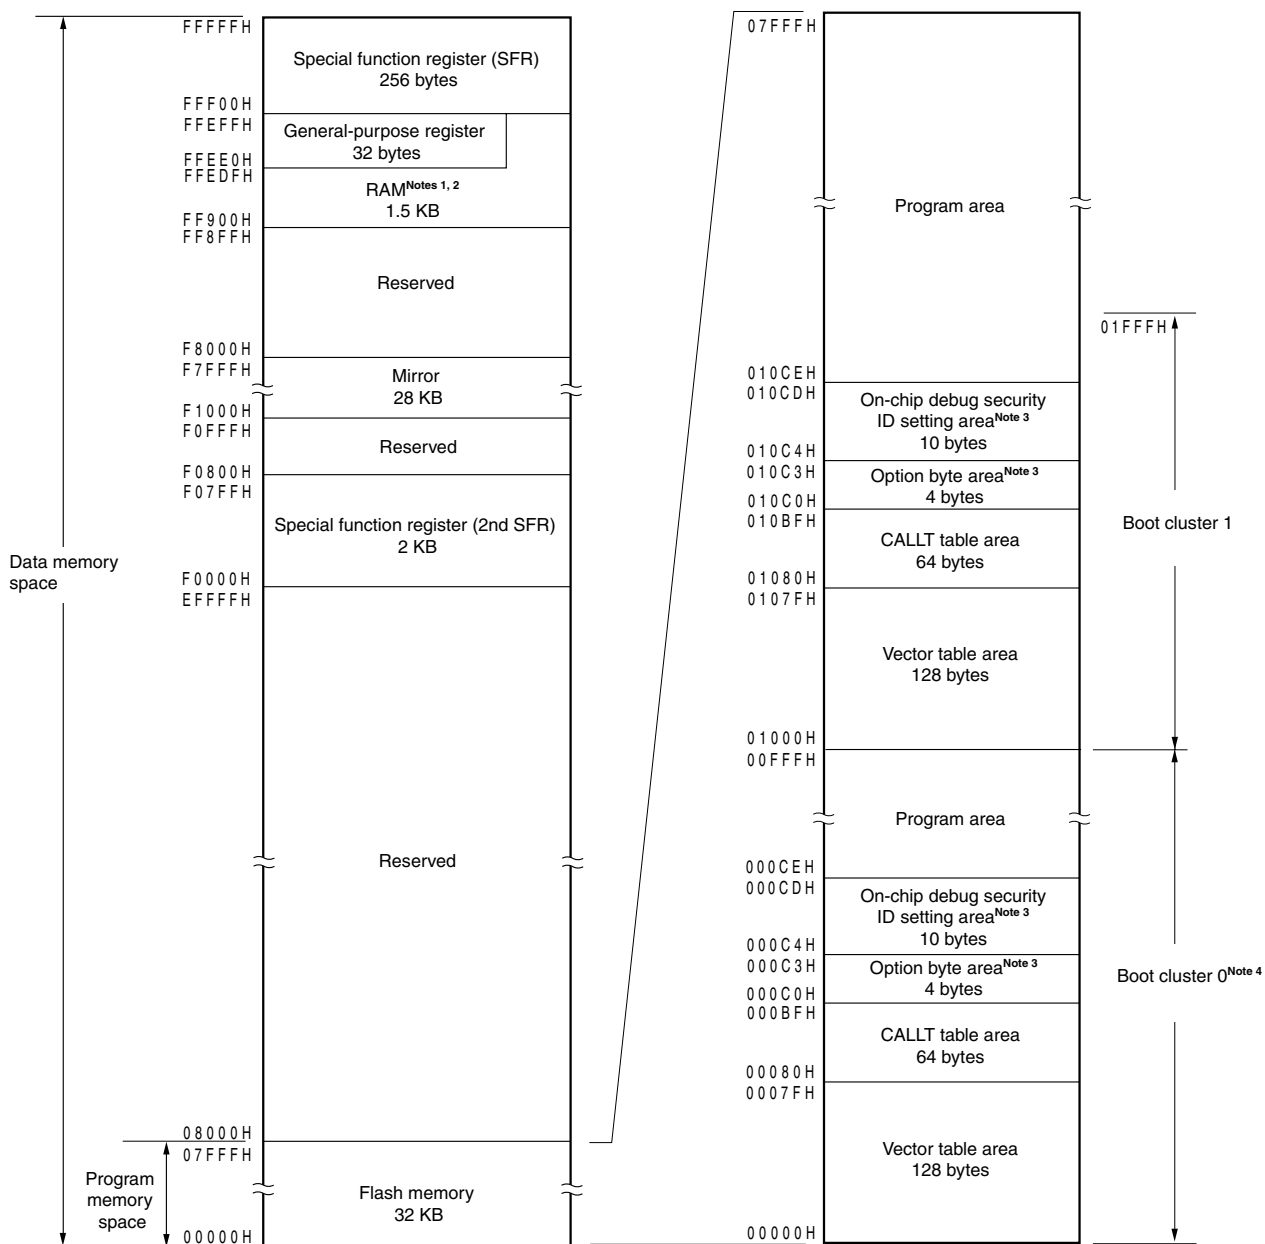 FFFFFH
Special function register (SFR)
256 bytes
FFF00H
FFEFFH
General-purpose register
32 bytes
FFEE0H
FFEDFH
RAMNotes 1, 2
1.5 KB
FF900H
FF8FFH
Reserved
F8000H
F7FFFH
Mirror
28 KB
F1000H
F0FFFH
Reserved
F0800H
F07FFH
Special function register (2nd SFR)
2 KB
Data memory
space
F0000H
EFFFFH
Reserved
08000H
07FFFH
Program
memory
space
Flash memory
32 KB
00000H
07FFFH
Program area
01FFFH
010CEH
010CDH
On-chip debug security
ID setting areaNote 3
10 bytes
010C4H
010C3H
Option byte areaNote 3
4 bytes
010C0H
010BFH
CALLT table area
64 bytes
Boot cluster 1
01080H
0107FH
Vector table area
128 bytes
01000H
00FFFH
Program area
000CEH
000CDH
On-chip debug security
ID setting areaNote 3
10 bytes
000C4H
000C3H
Option byte areaNote 3
4 bytes
Boot cluster 0Note 4
000C0H
000BFH
CALLT table area
64 bytes
00080H
0007FH
Vector table area
128 bytes
00000H